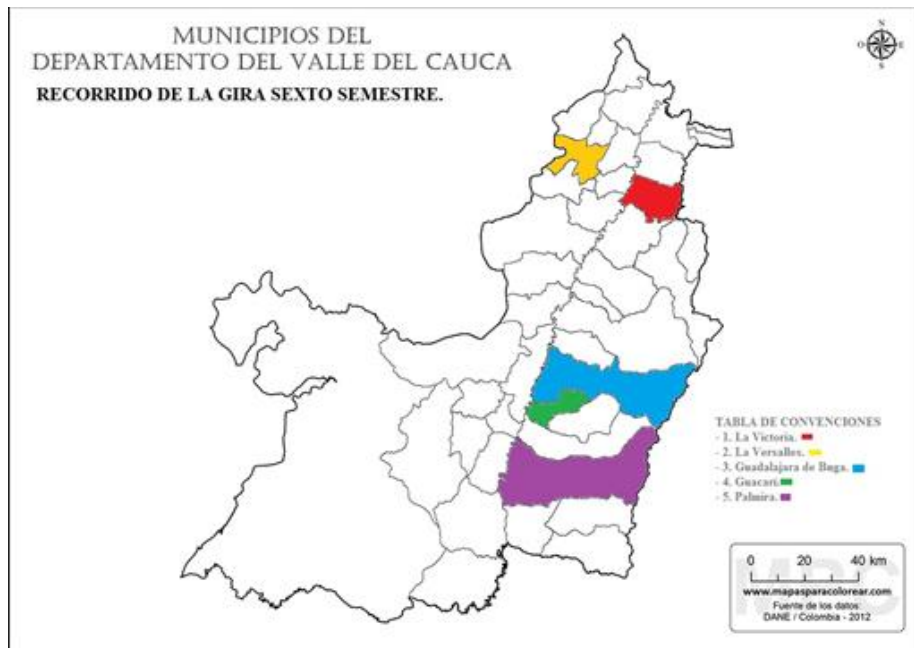 MUNICIPIOS DEL
DEPARTAMENTO DEL VALLE DEL CAUCA
RECORRIDO DE LA GIRA SEXTO SEMESTRE.
N
O E
S
TABLA DE CONVENCIONES
- 1. La Victoria.
- 2. La Versalles.
- 3. Guadalajara de Buga.
- 4. Guacarí.
- 5. Palmira.
0 20 40 km
MPC
www.mapasparacolorear.com
Fuente de los datos:
DANE / Colombia - 2012